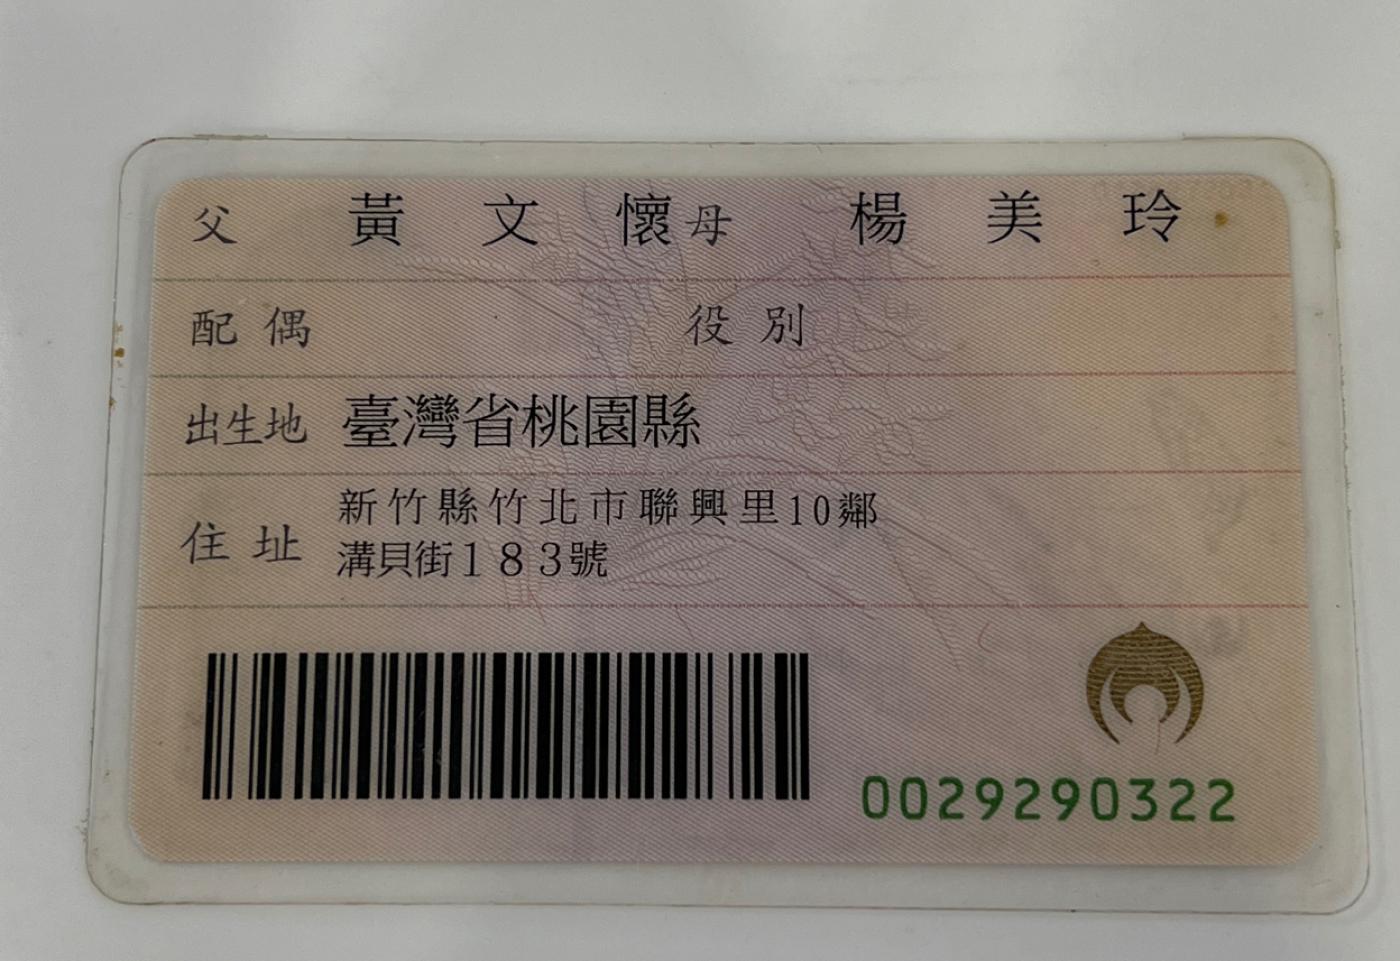 父 黃文懷 母 楊美玲
配偶 役別
出生地 臺灣省桃園縣
住址 新竹縣竹北市聯興里10鄰
溝貝街183號
0029290322